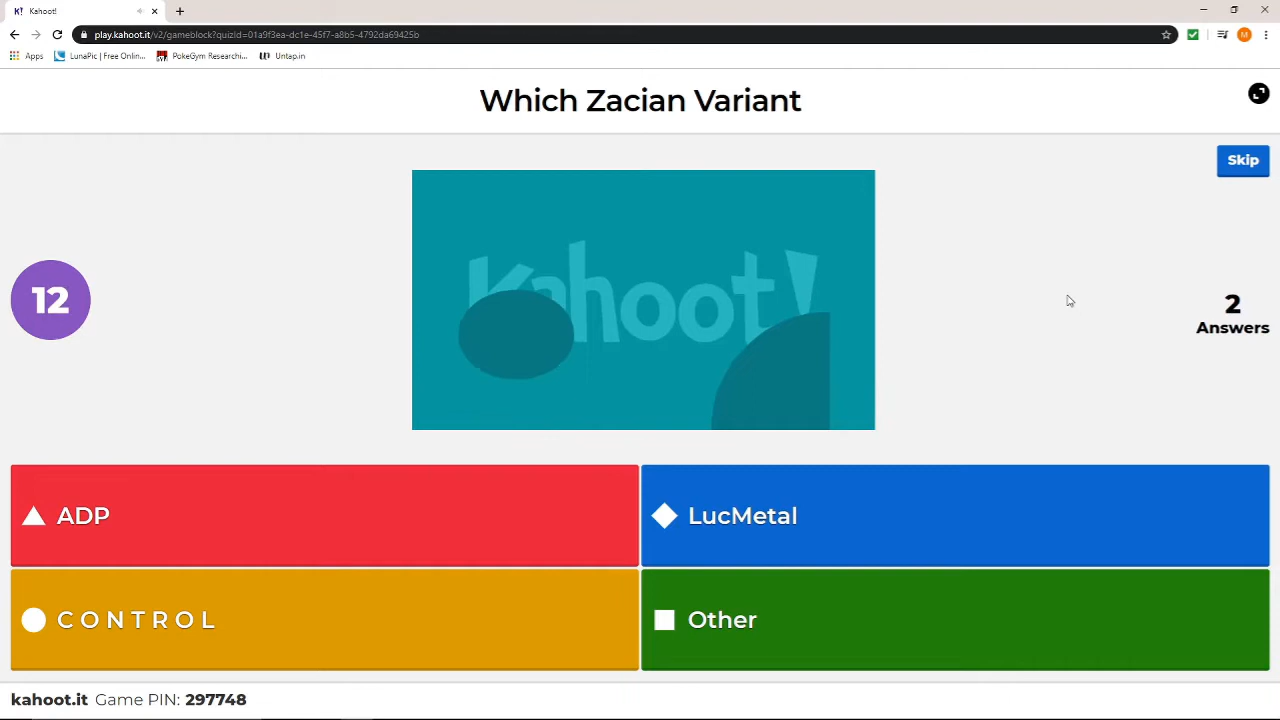 K! Kahoot!
play.kahoot.it/v2/gameblock?quizId=01a9f3ea-dc1e-45f7-a8b5-4792da69425b
M
Apps LunaPic | Free Onlin... PokeGym Researchi... Untap.in
Which Zacian Variant
Skip
Kahoot!
12
2
Answers
ADP
LucMetal
C O N T R O L
Other
kahoot.it Game PIN: 297748